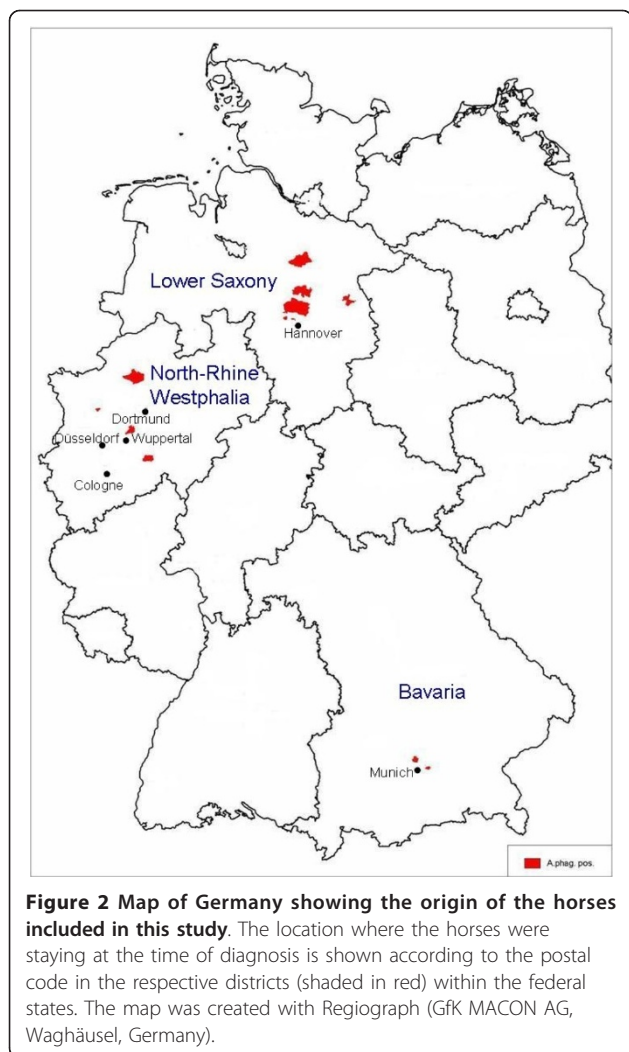 Lower Saxony
Hannover
North-Rhine
Westphalia
Dortmund
Düsseldorf
Wuppertal
Cologne
Bavaria
Munich
A.phag. pos.
Figure 2 Map of Germany showing the origin of the horses
included in this study. The location where the horses were
staying at the time of diagnosis is shown according to the postal
code in the respective districts (shaded in red) within the federal
states. The map was created with Regiograph (GfK MACON AG,
Waghäusel, Germany).